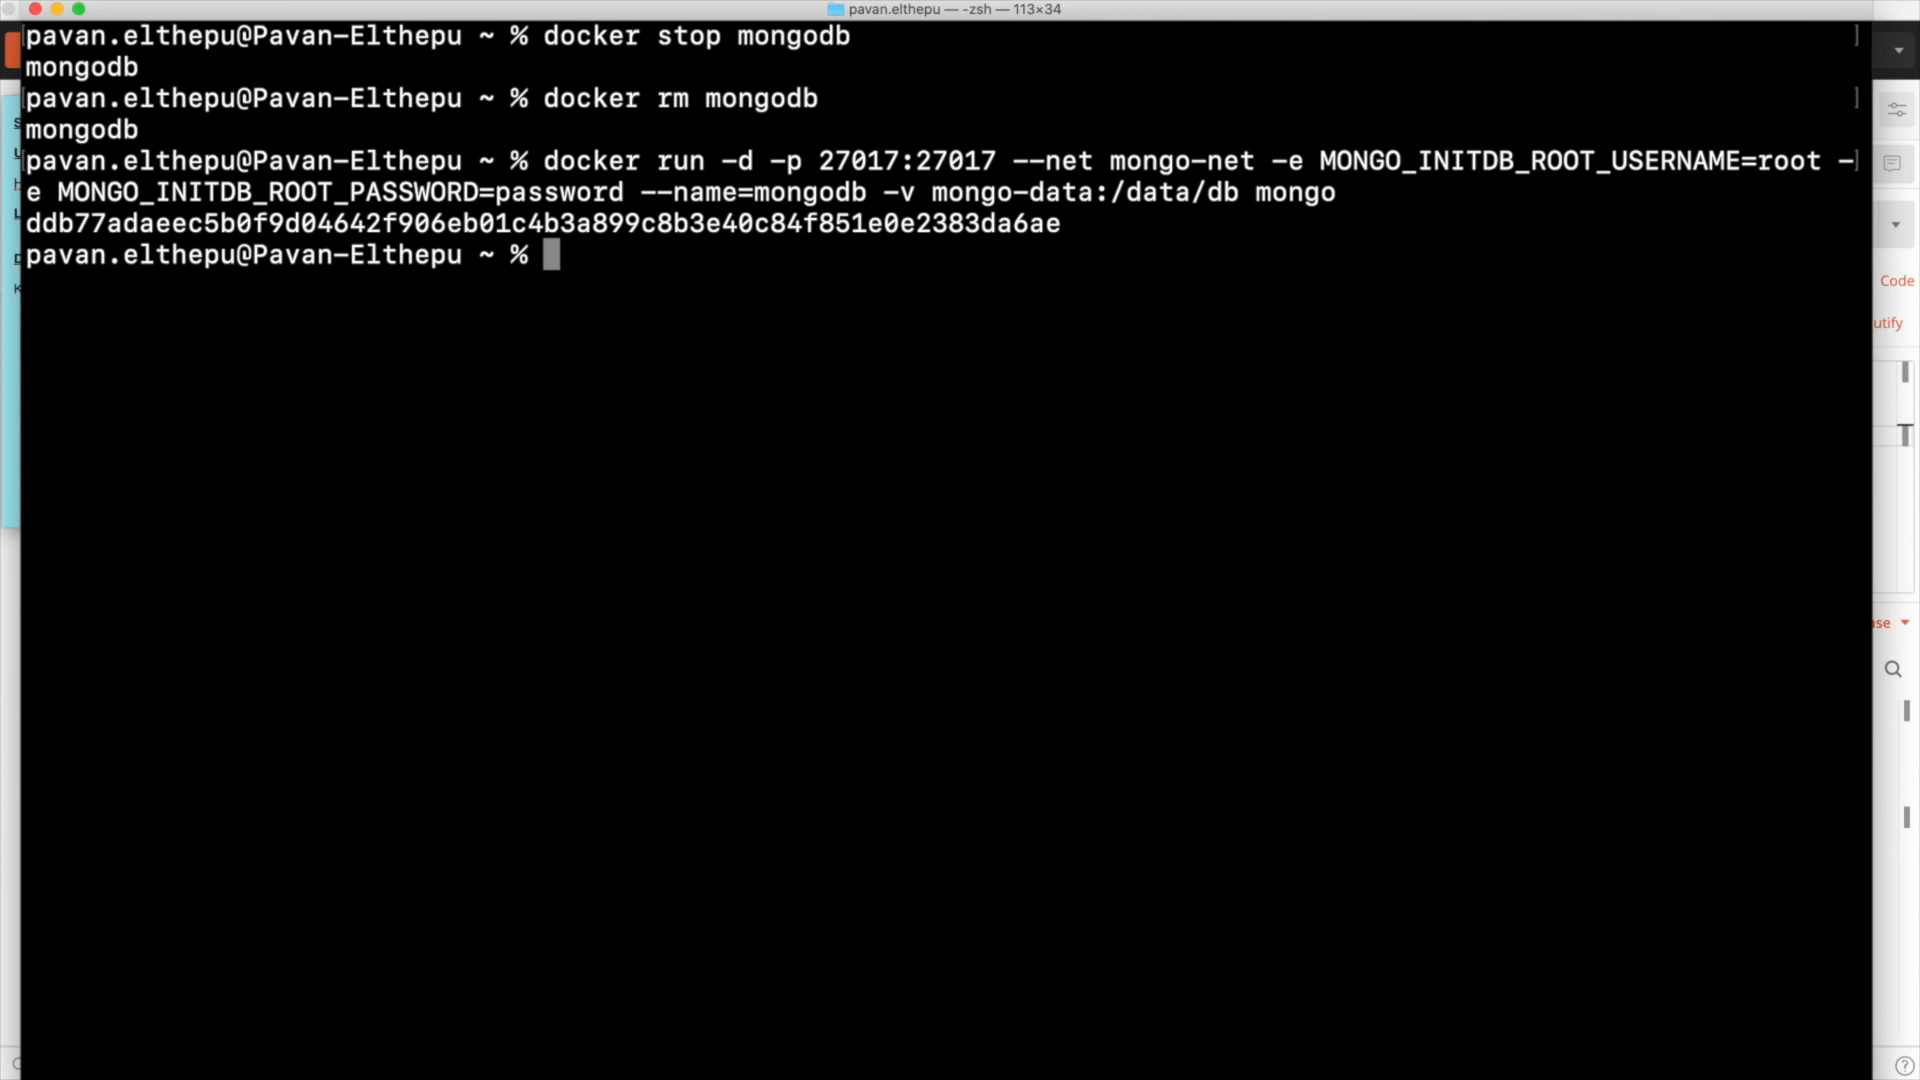 pavan.elthepu — -zsh — 113×34
pavan.elthepu@Pavan-Elthepu ~ % docker stop mongodb
mongodb
pavan.elthepu@Pavan-Elthepu ~ % docker rm mongodb
mongodb
pavan.elthepu@Pavan-Elthepu ~ % docker run -d -p 27017:27017 --net mongo-net -e MONGO_INITDB_ROOT_USERNAME=root -
e MONGO_INITDB_ROOT_PASSWORD=password --name=mongodb -v mongo-data:/data/db mongo
ddb77adaeec5b0f9d04642f906eb01c4b3a899c8b3e40c84f851e0e2383da6ae
pavan.elthepu@Pavan-Elthepu ~ %
Code
utify